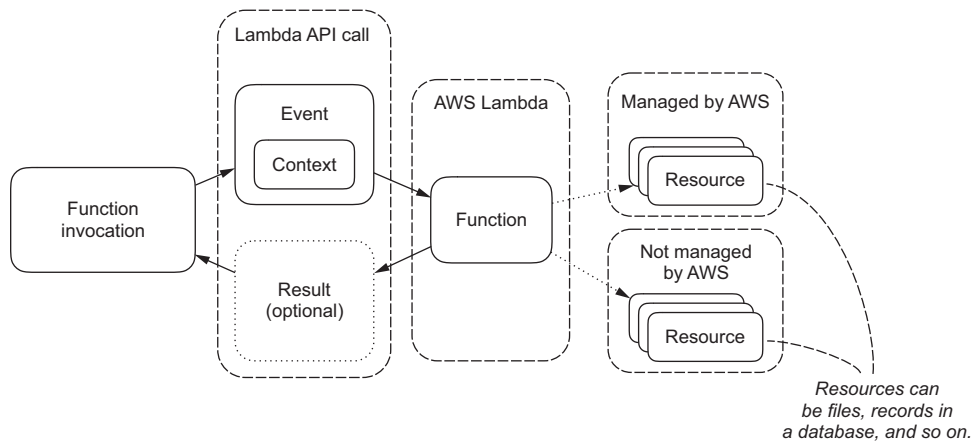 Lambda API call
Event
Context
Function
invocation
Result
(optional)
AWS Lambda
Function
Managed by AWS
Resource
Not managed
by AWS
Resource
Resources can
be files, records in
a database, and so on.